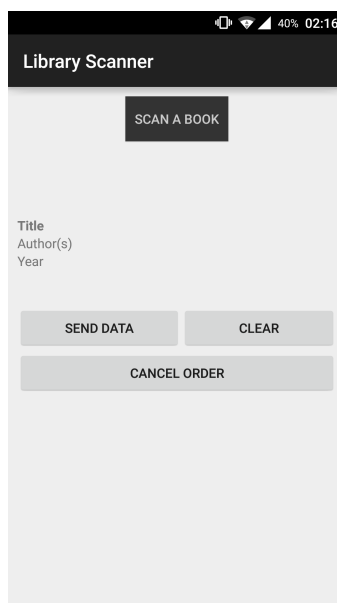 40% 02:16
Library Scanner
SCAN A BOOK
Title
Author(s)
Year
SEND DATA CLEAR
CANCEL ORDER